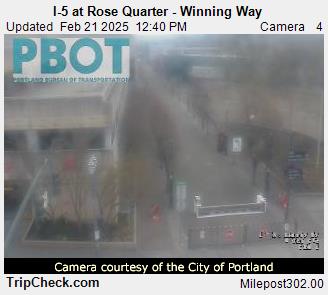 I-5 at Rose Quarter - Winning Way
Updated Feb 21 2025 12:40 PM Camera 4
PBOT
PORTLAND BUREAU OF TRANSPORTATION
Camera courtesy of the City of Portland
TripCheck.com Milepost302.00